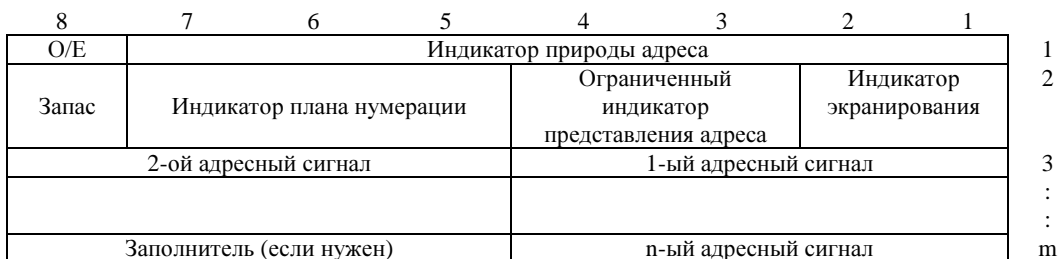 8 7 6 5 4 3 2 1
O/E Индикатор природы адреса 1
Ограниченный Индикатор 2
Запас Индикатор плана нумерации индикатор экранирования
представления адреса
2-ой адресный сигнал 1-ый адресный сигнал 3
:
:
Заполнитель (если нужен) n-ый адресный сигнал m